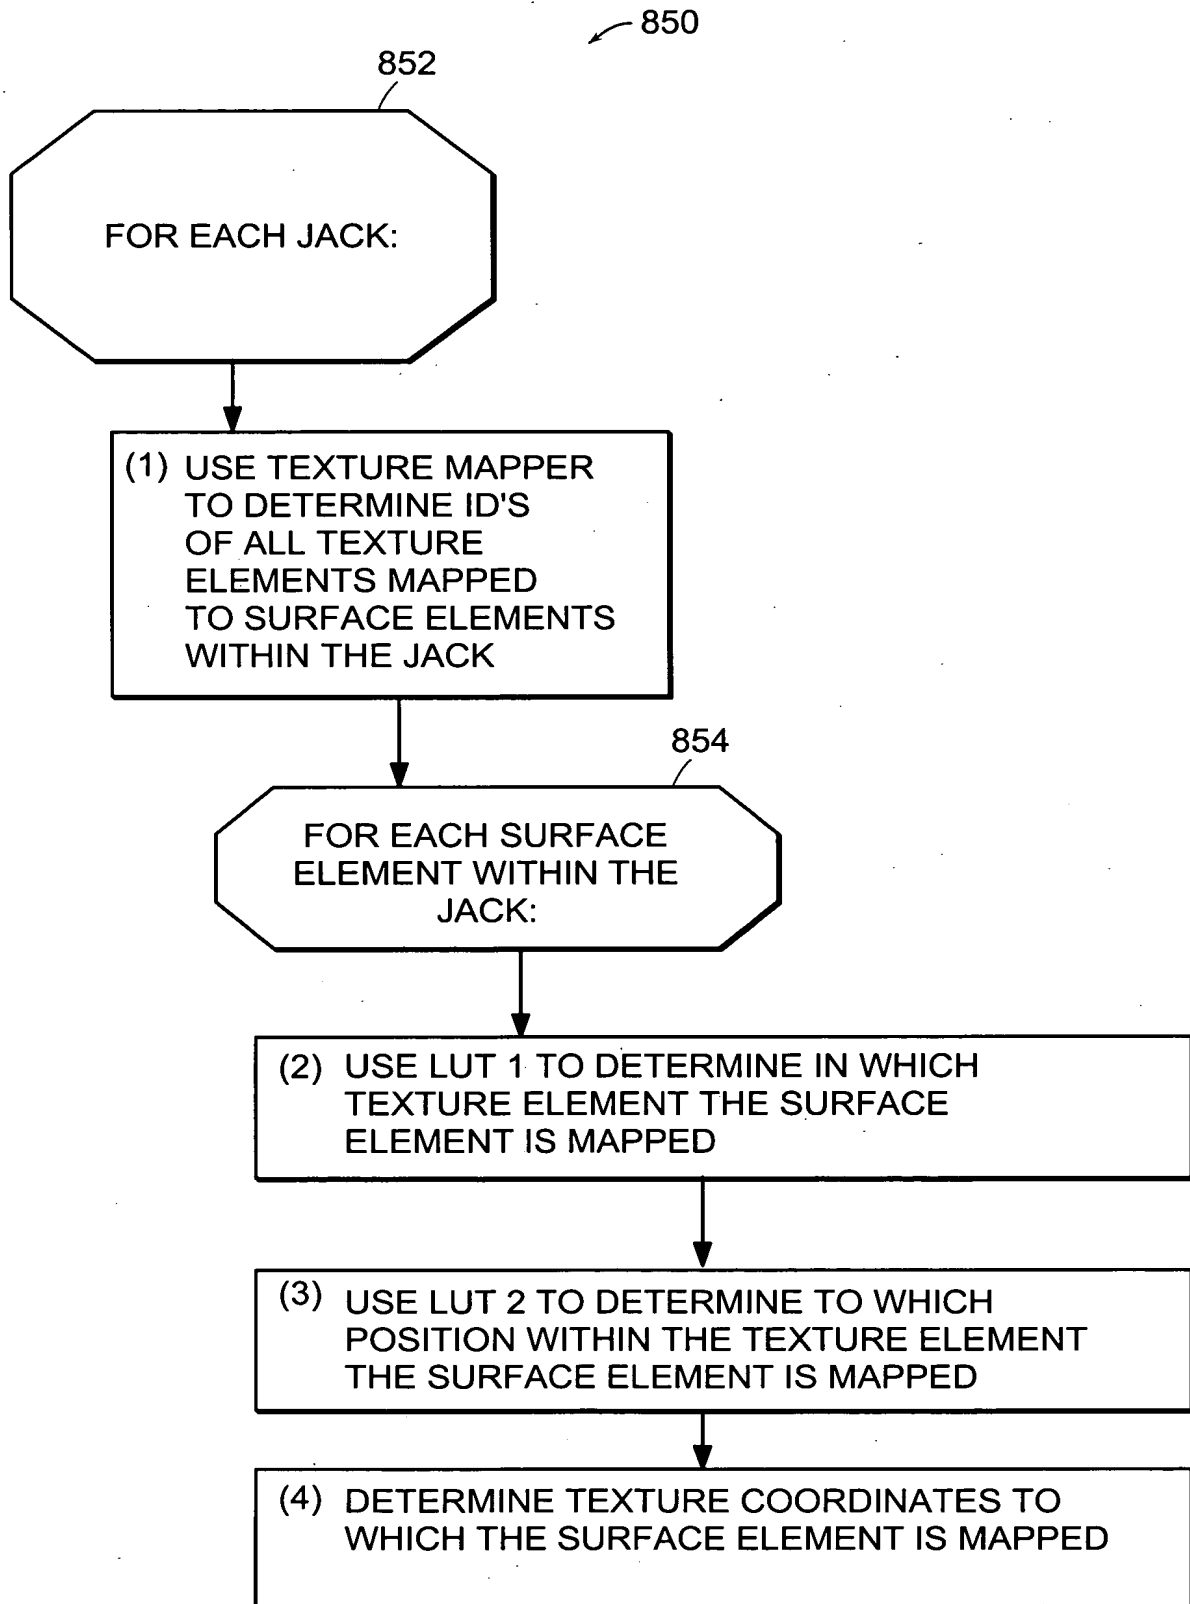 850
852
FOR EACH JACK:
(1) USE TEXTURE MAPPER
TO DETERMINE ID'S
OF ALL TEXTURE
ELEMENTS MAPPED
TO SURFACE ELEMENTS
WITHIN THE JACK
854
FOR EACH SURFACE
ELEMENT WITHIN THE
JACK:
(2) USE LUT 1 TO DETERMINE IN WHICH
TEXTURE ELEMENT THE SURFACE
ELEMENT IS MAPPED
(3) USE LUT 2 TO DETERMINE TO WHICH
POSITION WITHIN THE TEXTURE ELEMENT
THE SURFACE ELEMENT IS MAPPED
(4) DETERMINE TEXTURE COORDINATES TO
WHICH THE SURFACE ELEMENT IS MAPPED